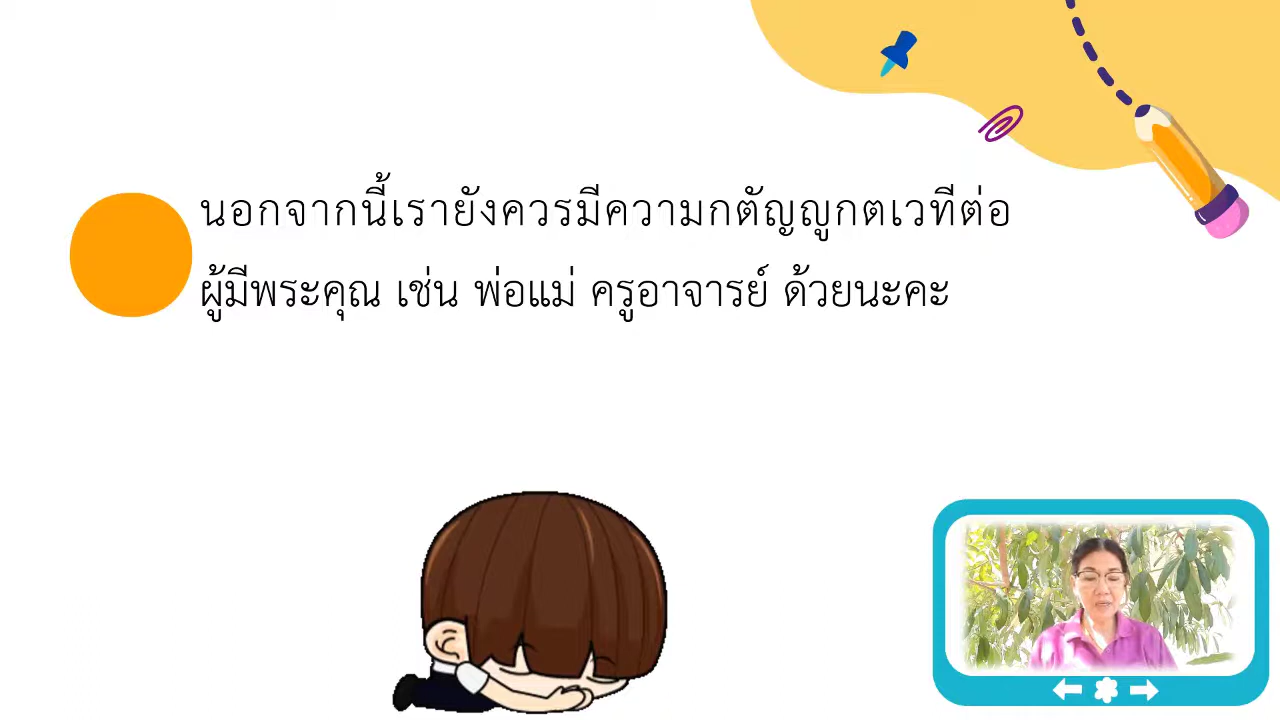 นอกจากนี้เรายังควรมีความกตัญญูกตเวทีต่อ
ผู้มีพระคุณ เช่น พ่อแม่ ครูอาจารย์ ด้วยนะคะ